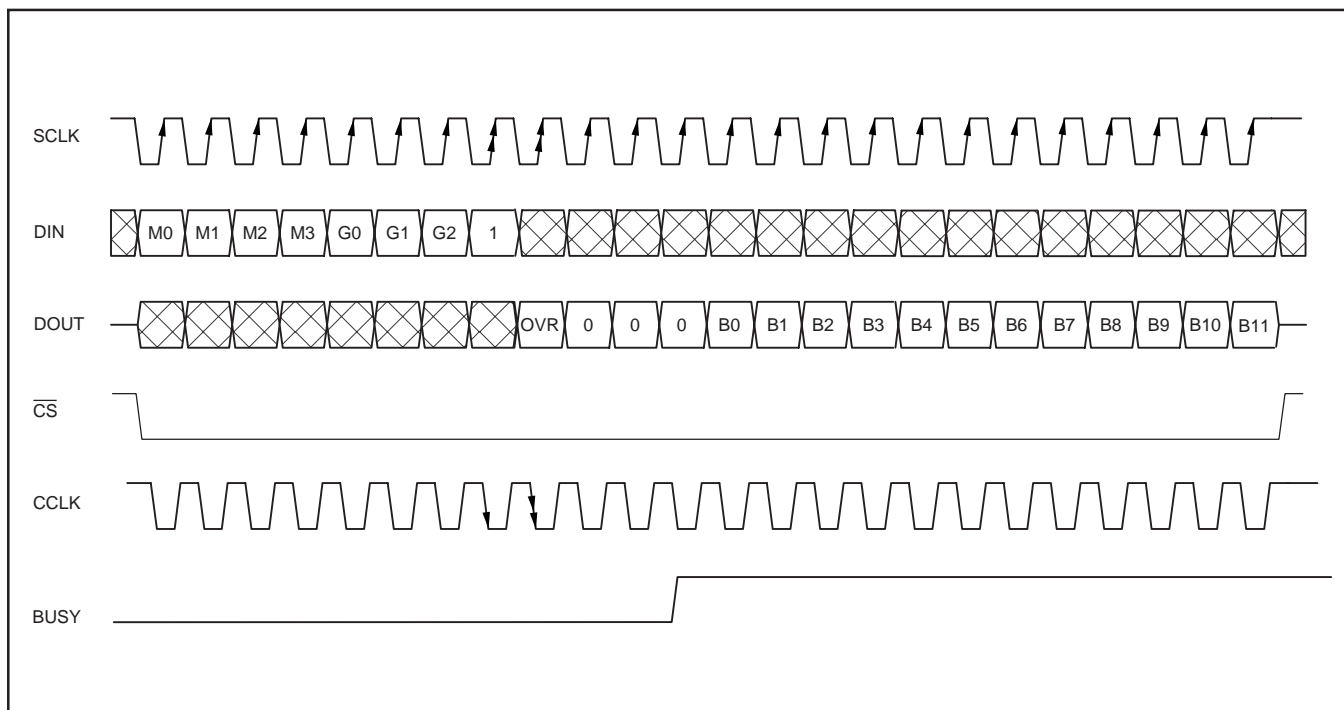 SCLK
DIN M0 M1 M2 M3 G0 G1 G2 1
DOUT OVR 0 0 0 B0 B1 B2 B3 B4 B5 B6 B7 B8 B9 B10 B11
CS
CCLK
BUSY